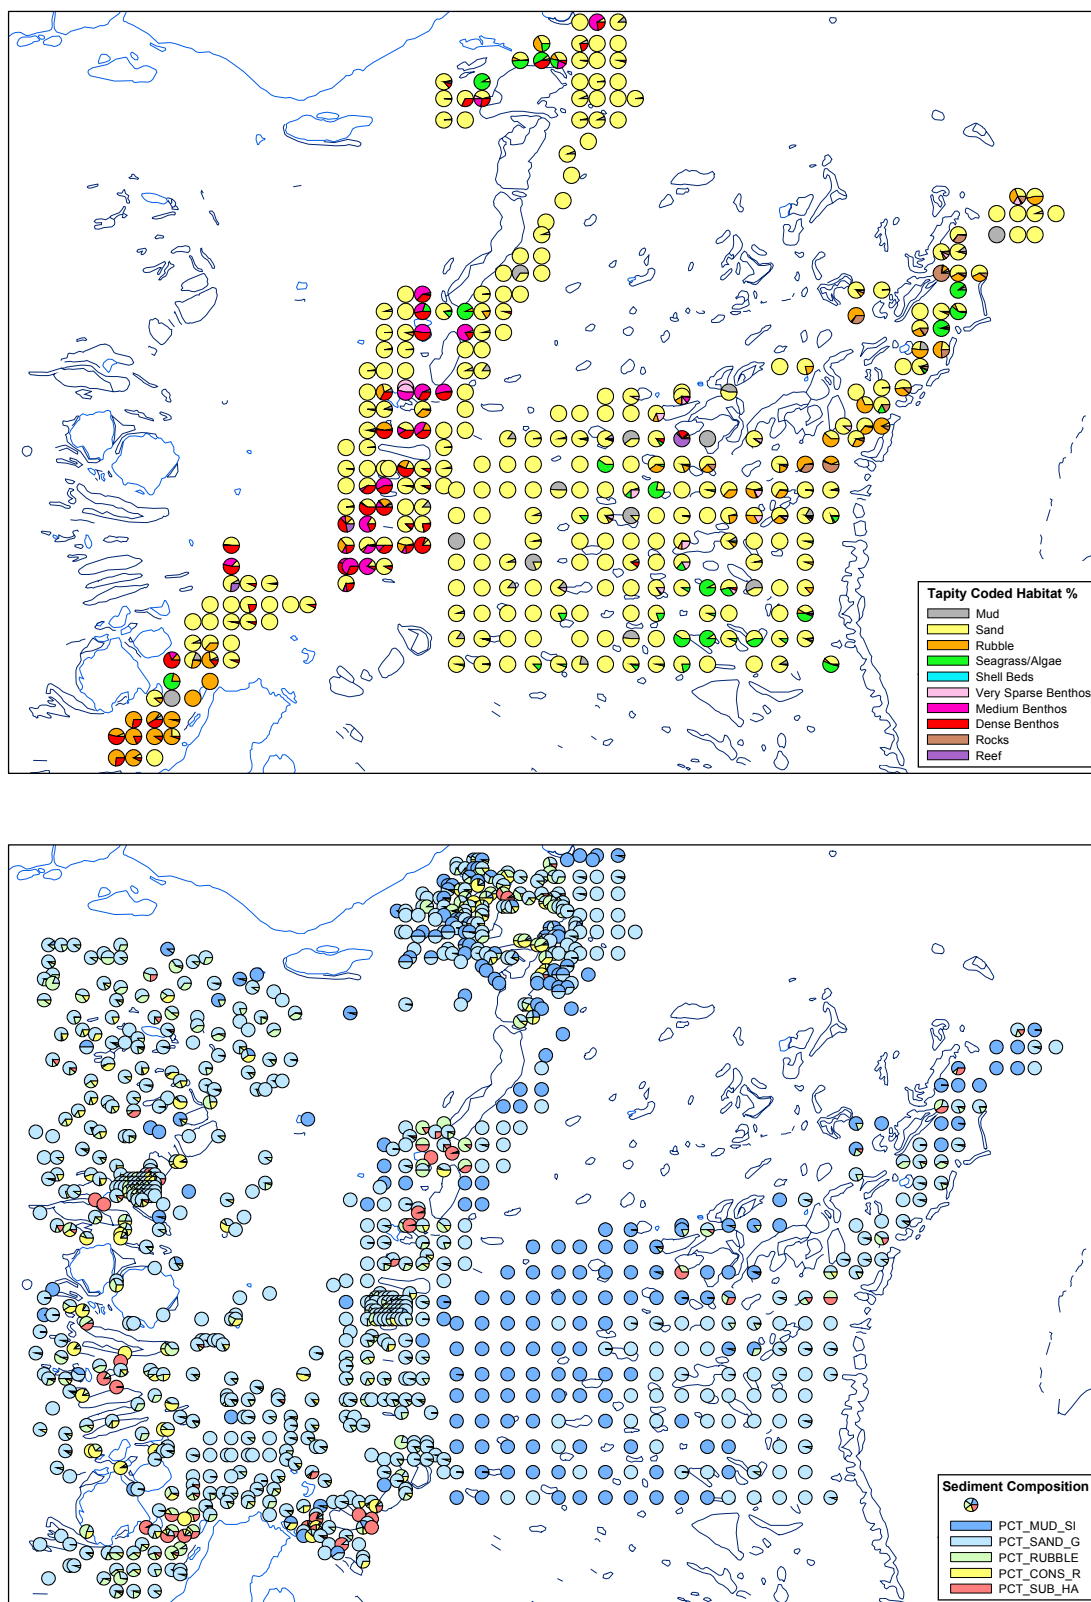 Tapity Coded Habitat %
Mud
Sand
Rubble
Seagrass/Algae
Shell Beds
Very Sparse Benthos
Medium Benthos
Dense Benthos
Rocks
Reef
Sediment Composition
PCT_MUD_SI
PCT_SAND_G
PCT_RUBBLE
PCT_CONS_R
PCT_SUB_HA